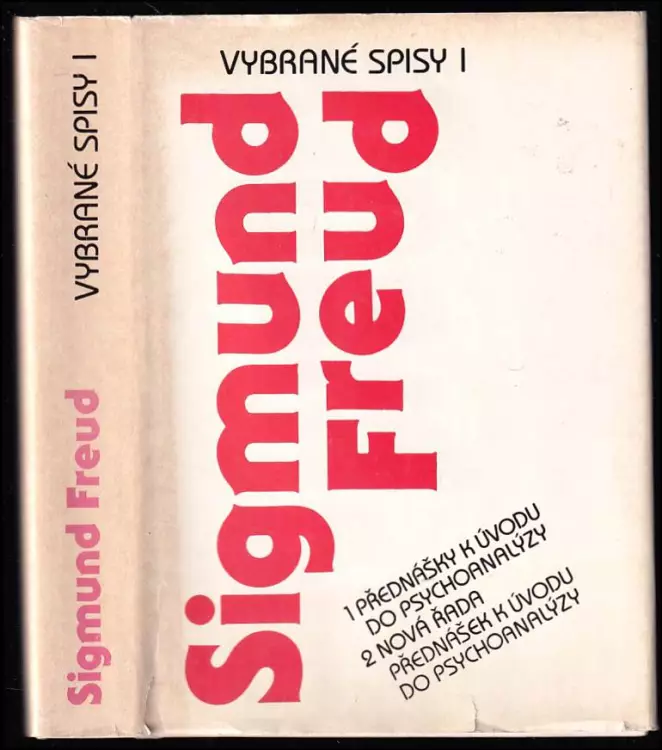 VYBRANÉ SPISY I
Sigmund Freud
VYBRANÉ SPISY I
Sigmund
Freud
1 PŘEDNÁŠKY K ÚVODU
DO PSYCHOANALÝZY
2 NOVÁ ŘADA
PŘEDNÁŠEK K ÚVODU
DO PSYCHOANALÝZY